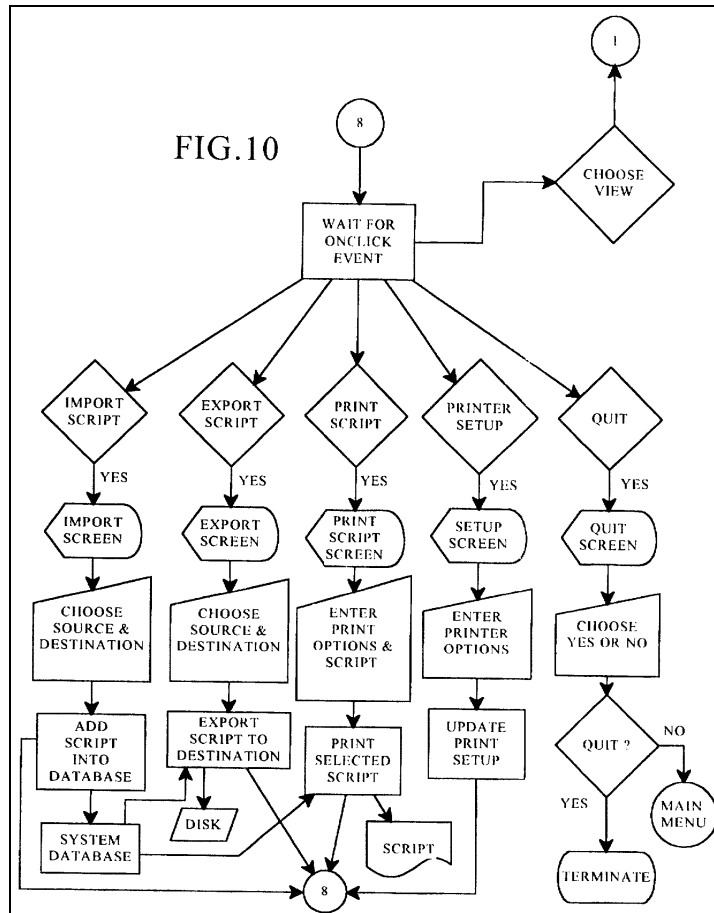 1
8
FIG.10
CHOOSE
VIEW
WAIT FOR
ONCLICK
EVENT
IMPORT
SCRIPT
EXPORT
SCRIPT
PRINT
SCRIPT
PRINTER
SETUP
QUIT
YES
YES
YES
YES
YES
IMPORT
SCREEN
EXPORT
SCREEN
PRINT
SCRIPT
SCREEN
SETUP
SCREEN
QUIT
SCREEN
CHOOSE
SOURCE &
DESTINATION
CHOOSE
SOURCE &
DESTINATION
ENTER
PRINT
OPTIONS &
SCRIPT
ENTER
PRINTER
OPTIONS
CHOOSE
YES OR NO
ADD
SCRIPT
INTO
DATABASE
EXPORT
SCRIPT TO
DESTINATION
PRINT
SELECTED
SCRIPT
UPDATE
PRINT
SETUP
QUIT ?
NO
YES
MAIN
MENU
SYSTEM
DATABASE
DISK
SCRIPT
8
TERMINATE